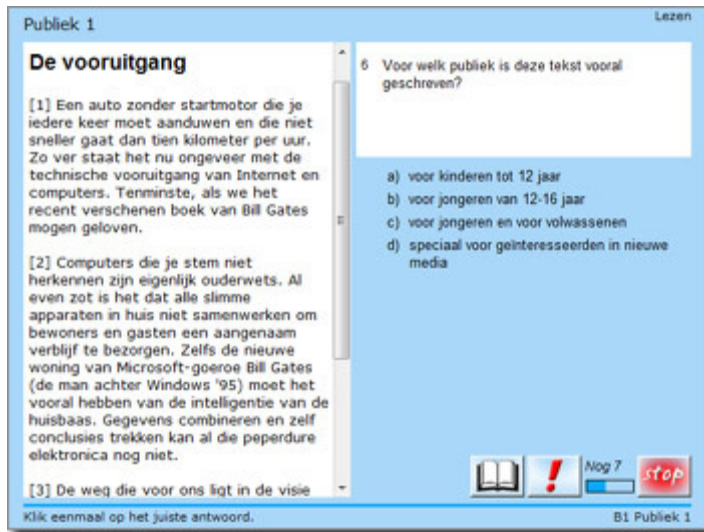 Publiek 1
Lezen
De vooruitgang
[1] Een auto zonder startmotor die je
iedere keer moet aanduwen en die niet
sneller gaat dan tien kilometer per uur.
Zo ver staat het nu ongeveer met de
technische vooruitgang van Internet en
computers. Tenminste, als we het
recent verschenen boek van Bill Gates
mogen geloven.
[2] Computers die je stem niet
herkennen zijn eigenlijk ouderwets. Al
even zot is het dat alle slimme
apparaten in huis niet samenwerken om
bewoners en gasten een aangenaam
verblijf te bezorgen. Zelfs de nieuwe
woning van Microsoft-goeroe Bill Gates
(de man achter Windows '95) moet het
vooral hebben van de intelligentie van de
huisbaas. Gegevens combineren en zelf
conclusies trekken kan al die peperdure
elektronica nog niet.
[3] De weg die voor ons ligt in de visie
6 Voor welk publiek is deze tekst vooral
geschreven?
a) voor kinderen tot 12 jaar
b) voor jongeren van 12-16 jaar
c) voor jongeren en voor volwassenen
d) speciaal voor geïnteresseerden in nieuwe
media
Nog 7
stop
Klik eenmaal op het juiste antwoord.
B1 Publiek 1